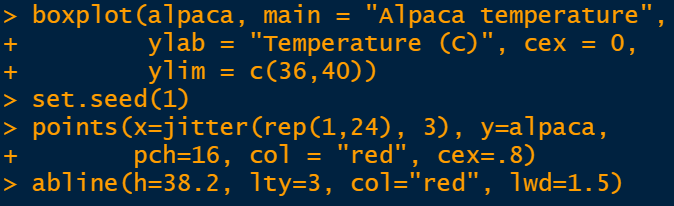 > boxplot(alpaca, main = "Alpaca temperature",
+         ylab = "Temperature (C)", cex = 0,
+         ylim = c(36,40))
> set.seed(1)
> points(x=jitter(rep(1,24), 3), y=alpaca,
+        pch=16, col = "red", cex=.8)
> abline(h=38.2, lty=3, col="red", lwd=1.5)